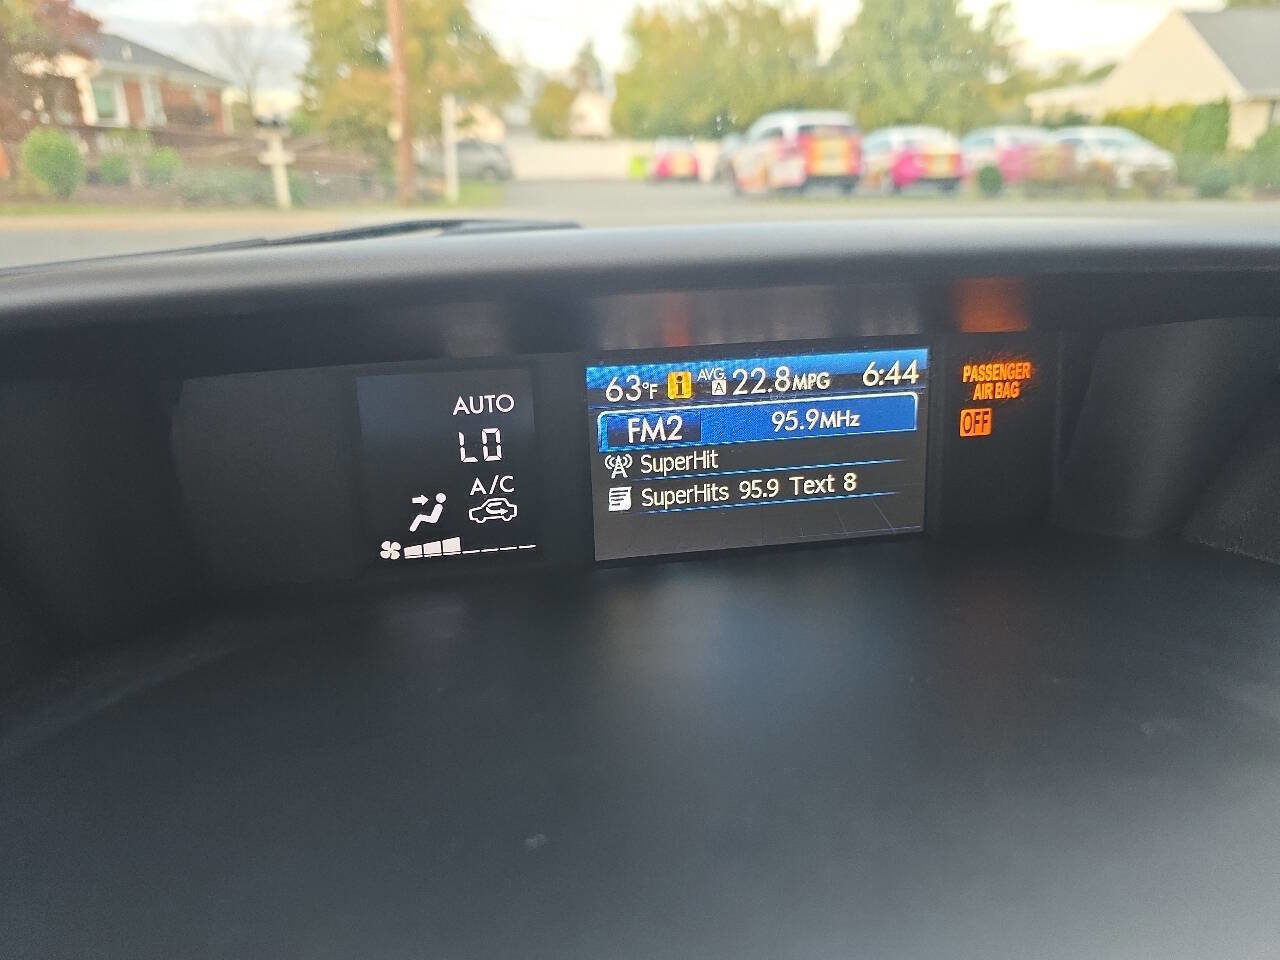 AUTO
LO
A/C
63°F i AVG. A 22.8MPG 6:44
FM2 95.9MHz
SuperHit
SuperHits 95.9 Text 8
PASSENGER
AIR BAG
OFF